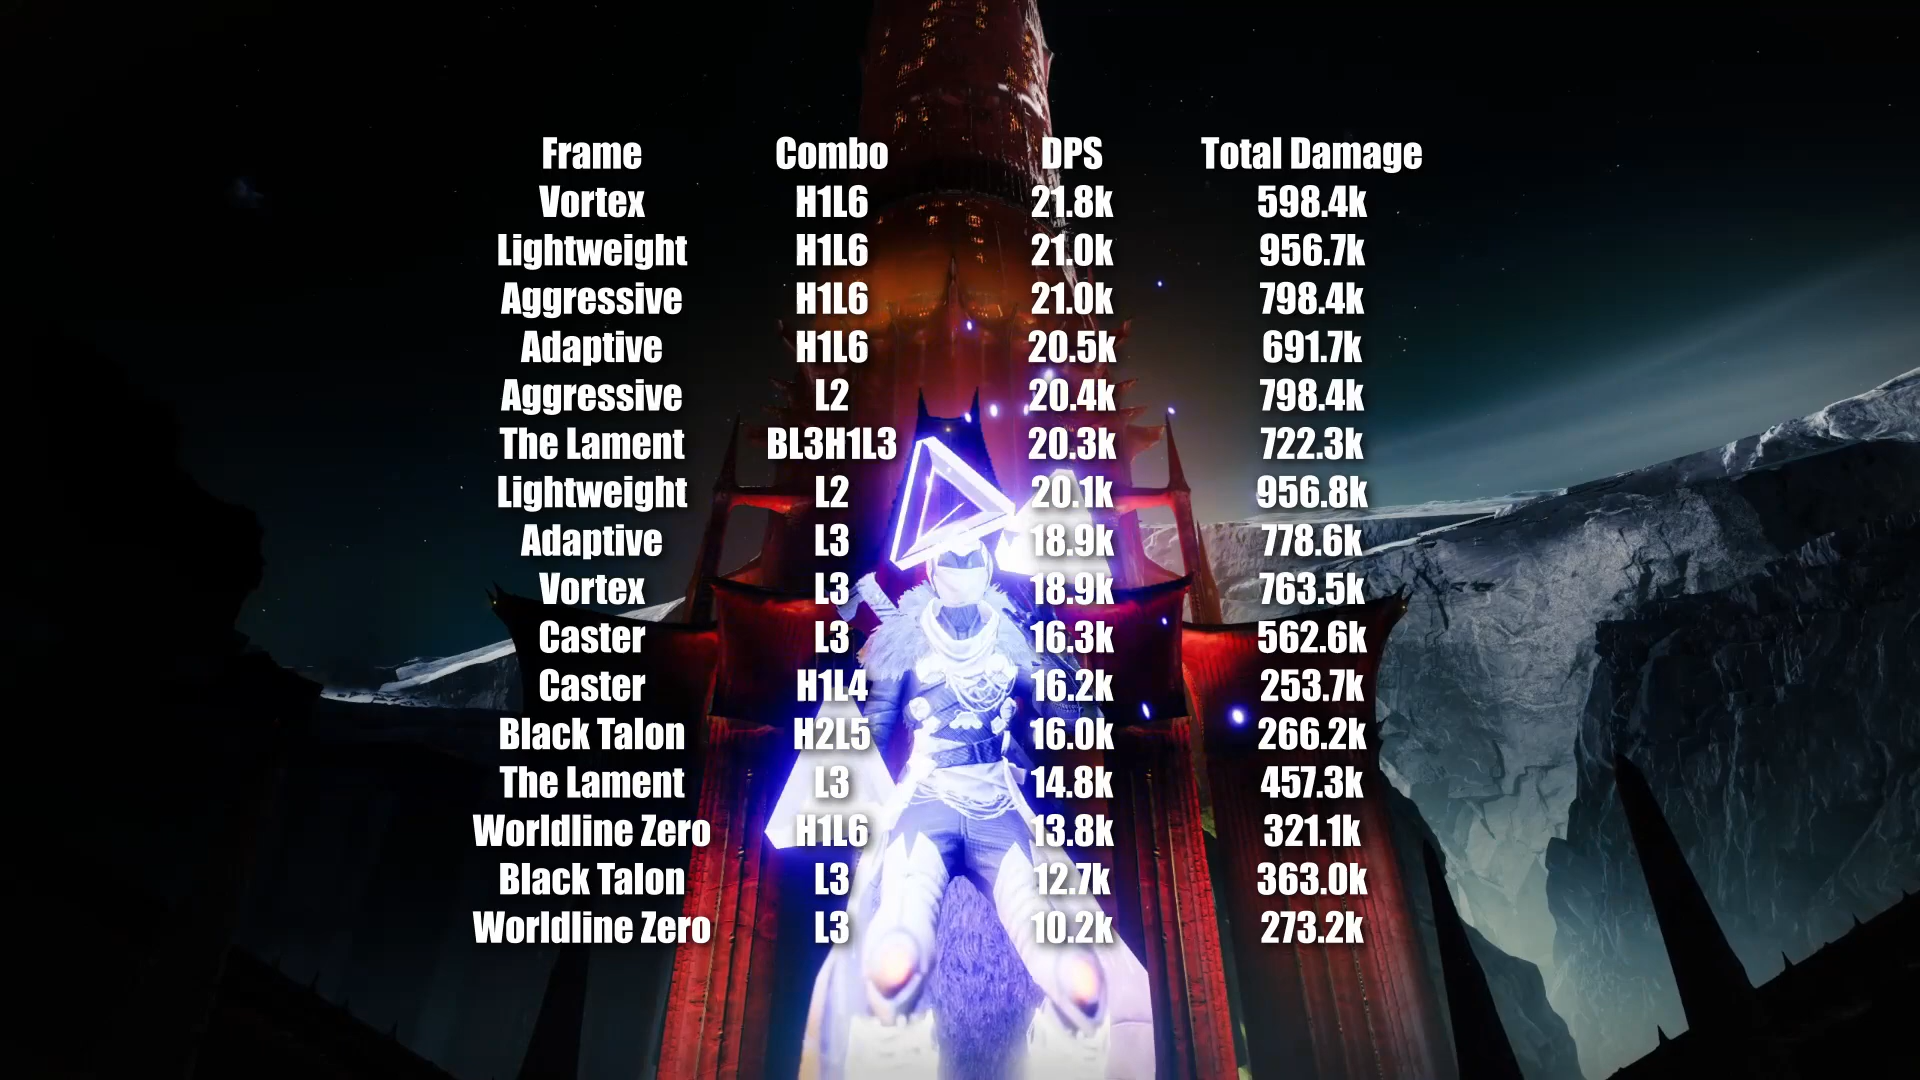 Frame Combo DPS Total Damage
Vortex H1L6 21.8k 598.4k
Lightweight H1L6 21.0k 956.7k
Aggressive H1L6 21.0k 798.4k
Adaptive H1L6 20.5k 691.7k
Aggressive L2 20.4k 798.4k
The Lament BL3H1L3 20.3k 722.3k
Lightweight L2 20.1k 956.8k
Adaptive L3 18.9k 778.6k
Vortex L3 18.9k 763.5k
Caster L3 16.3k 562.6k
Caster H1L4 16.2k 253.7k
Black Talon H2L5 16.0k 266.2k
The Lament L3 14.8k 457.3k
Worldline Zero H1L6 13.8k 321.1k
Black Talon L3 12.7k 363.0k
Worldline Zero L3 10.2k 273.2k